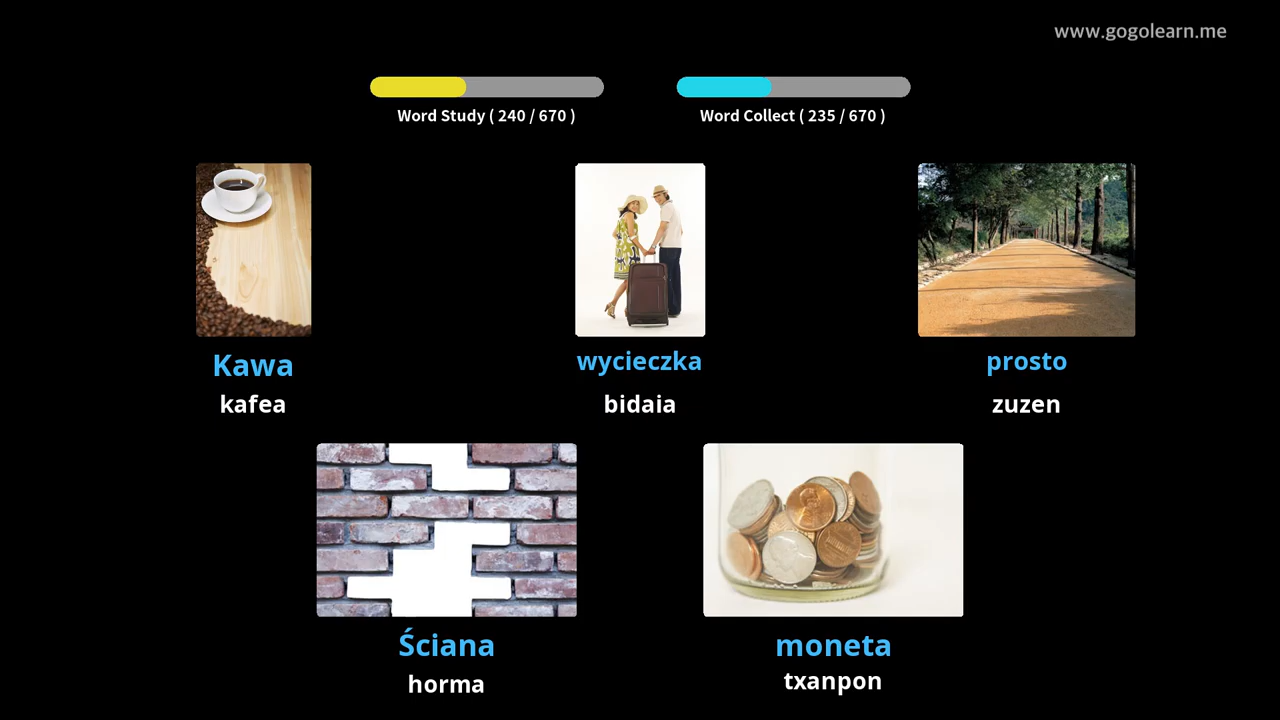 www.gogolearn.me
Word Study ( 240 / 670 )
Word Collect ( 235 / 670 )
Kawa
kafea
wycieczka
bidaia
prosto
zuzen
Ściana
horma
moneta
txanpon